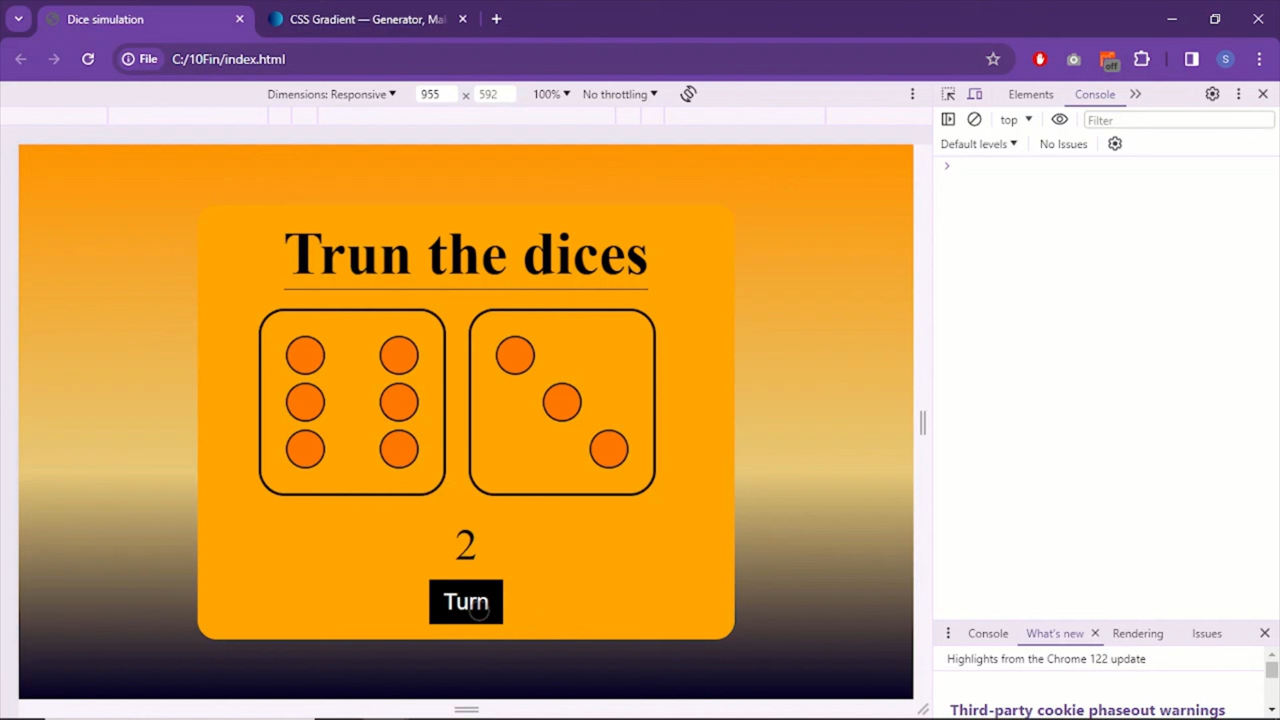 Dice simulation
CSS Gradient — Generator, Ma
File
C:/10Fin/index.html
off
S
Dimensions: Responsive
955 x 592
100%
No throttling
Elements
Console
top
Filter
Default levels
No Issues
Trun the dices
2
Turn
Console
What's new
Rendering
Issues
Highlights from the Chrome 122 update
Third-party cookie phaseout warnings